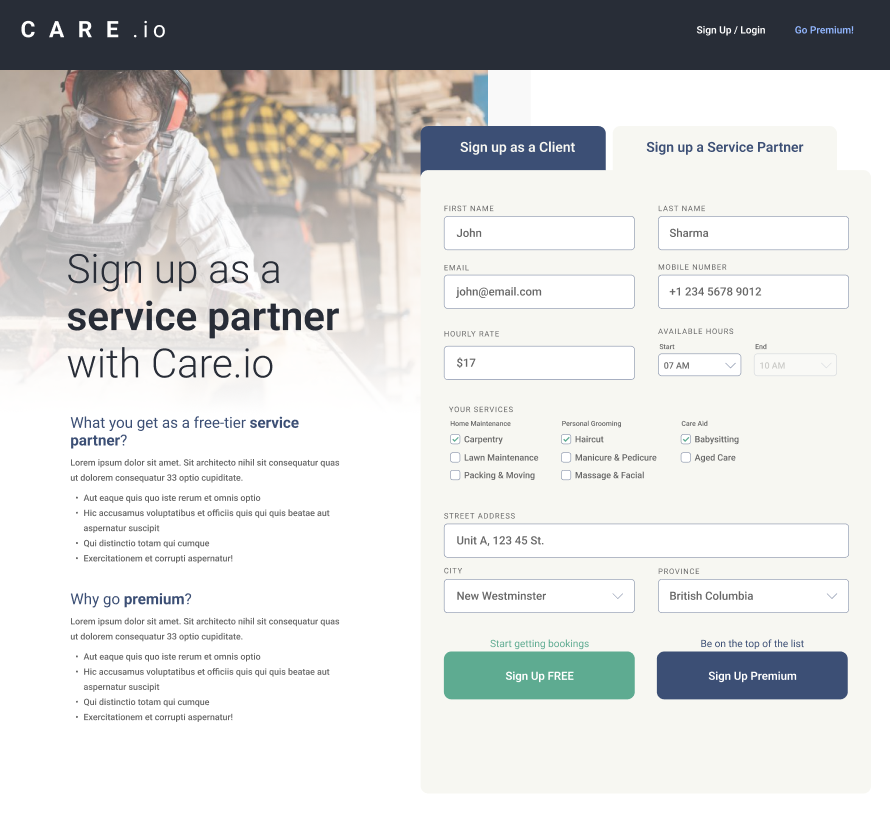 CARE.io
Sign Up / Login
Go Premium!
Sign up as a
service partner
with Care.io
What you get as a free-tier service
partner?
Lorem ipsum dolor sit amet. Sit architecto nihil sit consequatur quas
ut dolorem consequatur 33 optio cupiditate.
• Aut eaque quis quo iste rerum et omnis optio
• Hic accusamus voluptatibus et officiis quis qui quis beatae aut
aspernatur suscipit
• Qui distinctio totam qui cumque
• Exercitationem et corrupti aspernatur!
Why go premium?
Lorem ipsum dolor sit amet. Sit architecto nihil sit consequatur quas
ut dolorem consequatur 33 optio cupiditate.
• Aut eaque quis quo iste rerum et omnis optio
• Hic accusamus voluptatibus et officiis quis qui quis beatae aut
aspernatur suscipit
• Qui distinctio totam qui cumque
• Exercitationem et corrupti aspernatur!
Sign up as a Client
Sign up a Service Partner
FIRST NAME
John
LAST NAME
Sharma
EMAIL
john@email.com
MOBILE NUMBER
+1 234 5678 9012
HOURLY RATE
$17
AVAILABLE HOURS
Start
07 AM
End
10 AM
YOUR SERVICES
Home Maintenance
Carpentry
Lawn Maintenance
Packing & Moving
Personal Grooming
Haircut
Manicure & Pedicure
Massage & Facial
Care Aid
Babysitting
Aged Care
STREET ADDRESS
Unit A, 123 45 St.
CITY
New Westminster
PROVINCE
British Columbia
Start getting bookings
Sign Up FREE
Be on the top of the list
Sign Up Premium